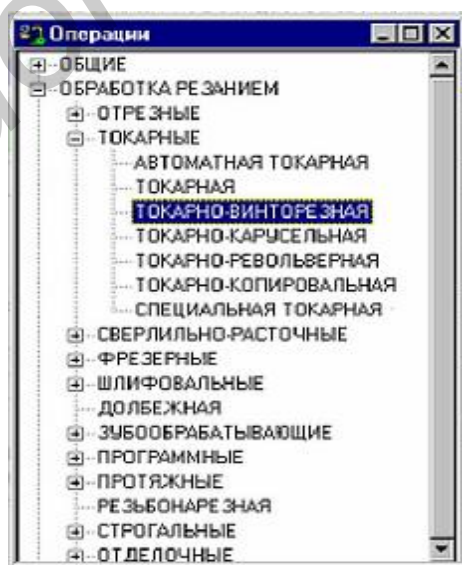 Операции
ОБЩИЕ
ОБРАБОТКА РЕЗАНИЕМ
ОТРЕЗНЫЕ
ТОКАРНЫЕ
АВТОМАТНАЯ ТОКАРНАЯ
ТОКАРНАЯ
ТОКАРНО-ВИНТОРЕЗНАЯ
ТОКАРНО-КАРУСЕЛЬНАЯ
ТОКАРНО-РЕВОЛЬВЕРНАЯ
ТОКАРНО-КОПИРОВАЛЬНАЯ
СПЕЦИАЛЬНАЯ ТОКАРНАЯ
СВЕРЛИЛЬНО-РАСТОЧНЫЕ
ФРЕЗЕРНЫЕ
ШЛИФОВАЛЬНЫЕ
ДОЛБЕЖНАЯ
ЗУБООБРАБАТЫВАЮЩИЕ
ПРОГРАММНЫЕ
ПРОТЯЖНЫЕ
РЕЗЬБОНАРЕЗНАЯ
СТРОГАЛЬНЫЕ
ОТДЕЛОЧНЫЕ